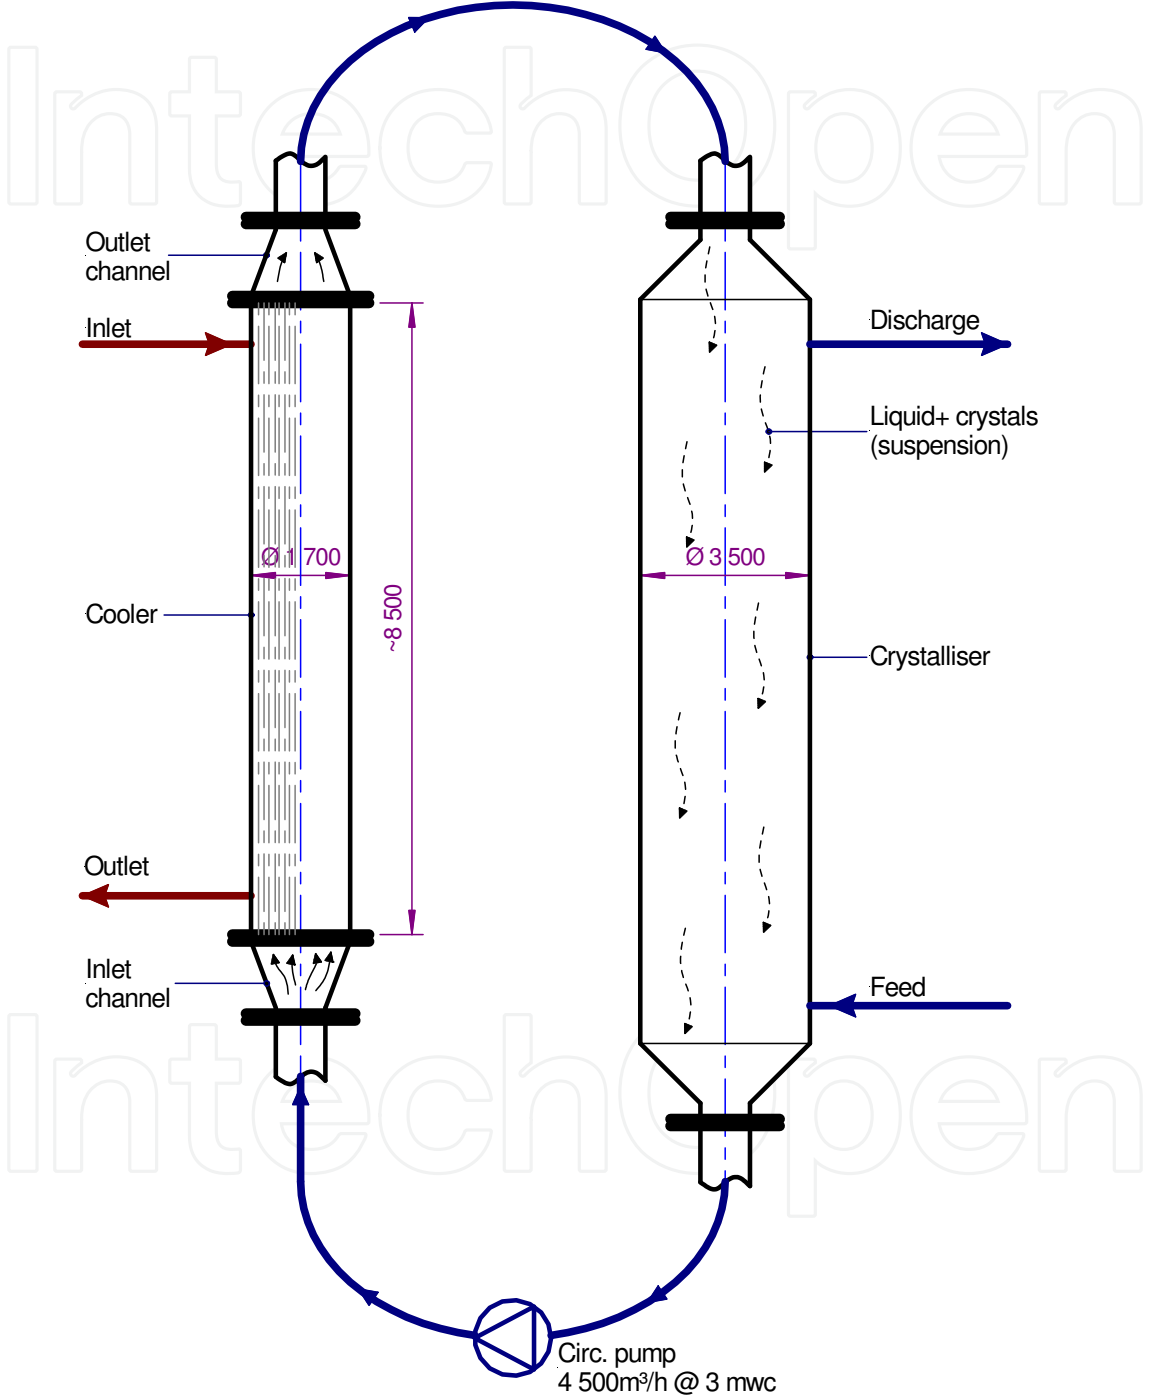 IntechOpen
Outlet
channel
Inlet
Discharge
Liquid+ crystals
(suspension)
Ø 1 700
Ø 3 500
~8 500
Cooler
Crystalliser
Outlet
Inlet
channel
Feed
IntechOpen
Circ. pump
4 500m³/h @ 3 mwc